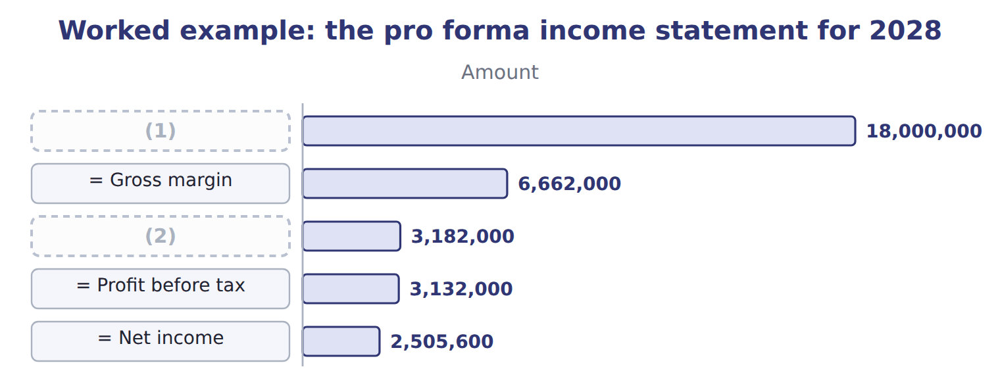 Worked example: the pro forma income statement for 2028
Amount
(1) 18,000,000
= Gross margin 6,662,000
(2) 3,182,000
= Profit before tax 3,132,000
= Net income 2,505,600